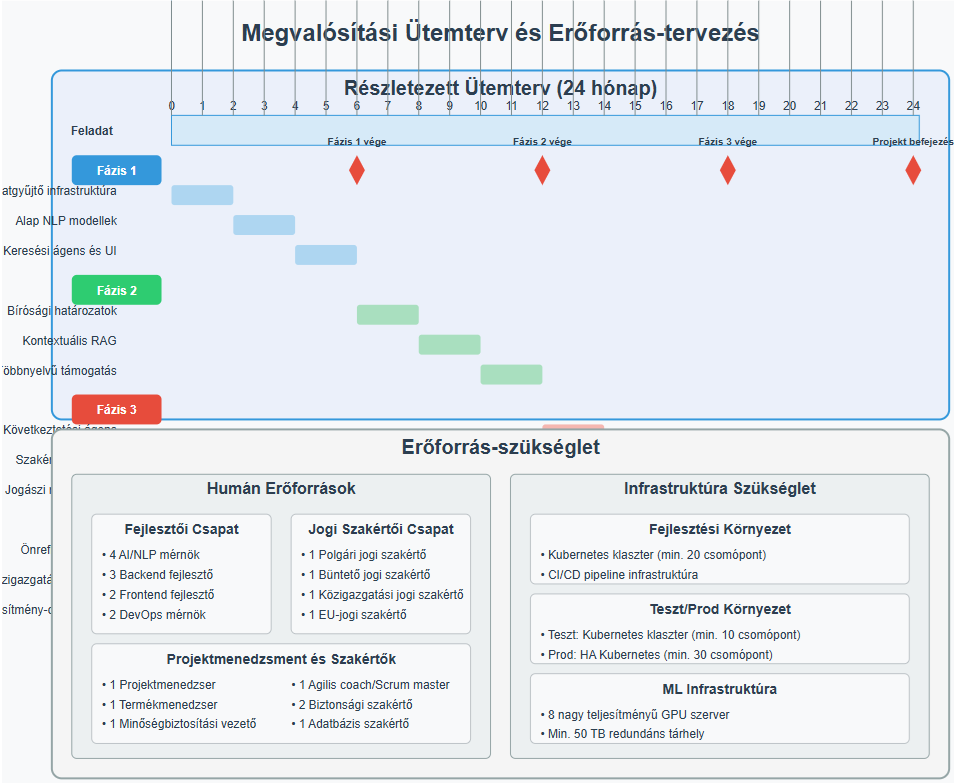 Megvalósítási Ütemterv és Erőforrás-tervezés
Részletezett Ütemterv (24 hónap)
0 1 2 3 4 5 6 7 8 9 10 11 12 13 14 15 16 17 18 19 20 21 22 23 24
Feladat
Fázis 1 vége
Fázis 2 vége
Fázis 3 vége
Projekt befejezés
Fázis 1
atgyűjtő infrastruktúra
Alap NLP modellek
Keresési ágens és UI
Fázis 2
Bírósági határozatok
Kontextuális RAG
öbbnyelvű támogatás
Fázis 3
Következtetési ágens
Szakér
Jogászi
Önref
zigazgatá
sítmény-o
Erőforrás-szükséglet
Humán Erőforrások
Fejlesztői Csapat
• 4 AI/NLP mérnök
• 3 Backend fejlesztő
• 2 Frontend fejlesztő
• 2 DevOps mérnök
Jogi Szakértői Csapat
• 1 Polgári jogi szakértő
• 1 Büntető jogi szakértő
• 1 Közigazgatási jogi szakértő
• 1 EU-jogi szakértő
Projektmenedzsment és Szakértők
• 1 Projektmenedzser
• 1 Termékmenedzser
• 1 Minőségbiztosítási vezető
• 1 Agilis coach/Scrum master
• 2 Biztonsági szakértő
• 1 Adatbázis szakértő
Infrastruktúra Szükséglet
Fejlesztési Környezet
• Kubernetes klaszter (min. 20 csomópont)
• CI/CD pipeline infrastruktúra
Teszt/Prod Környezet
• Teszt: Kubernetes klaszter (min. 10 csomópont)
• Prod: HA Kubernetes (min. 30 csomópont)
ML Infrastruktúra
• 8 nagy teljesítményű GPU szerver
• Min. 50 TB redundáns tárhely